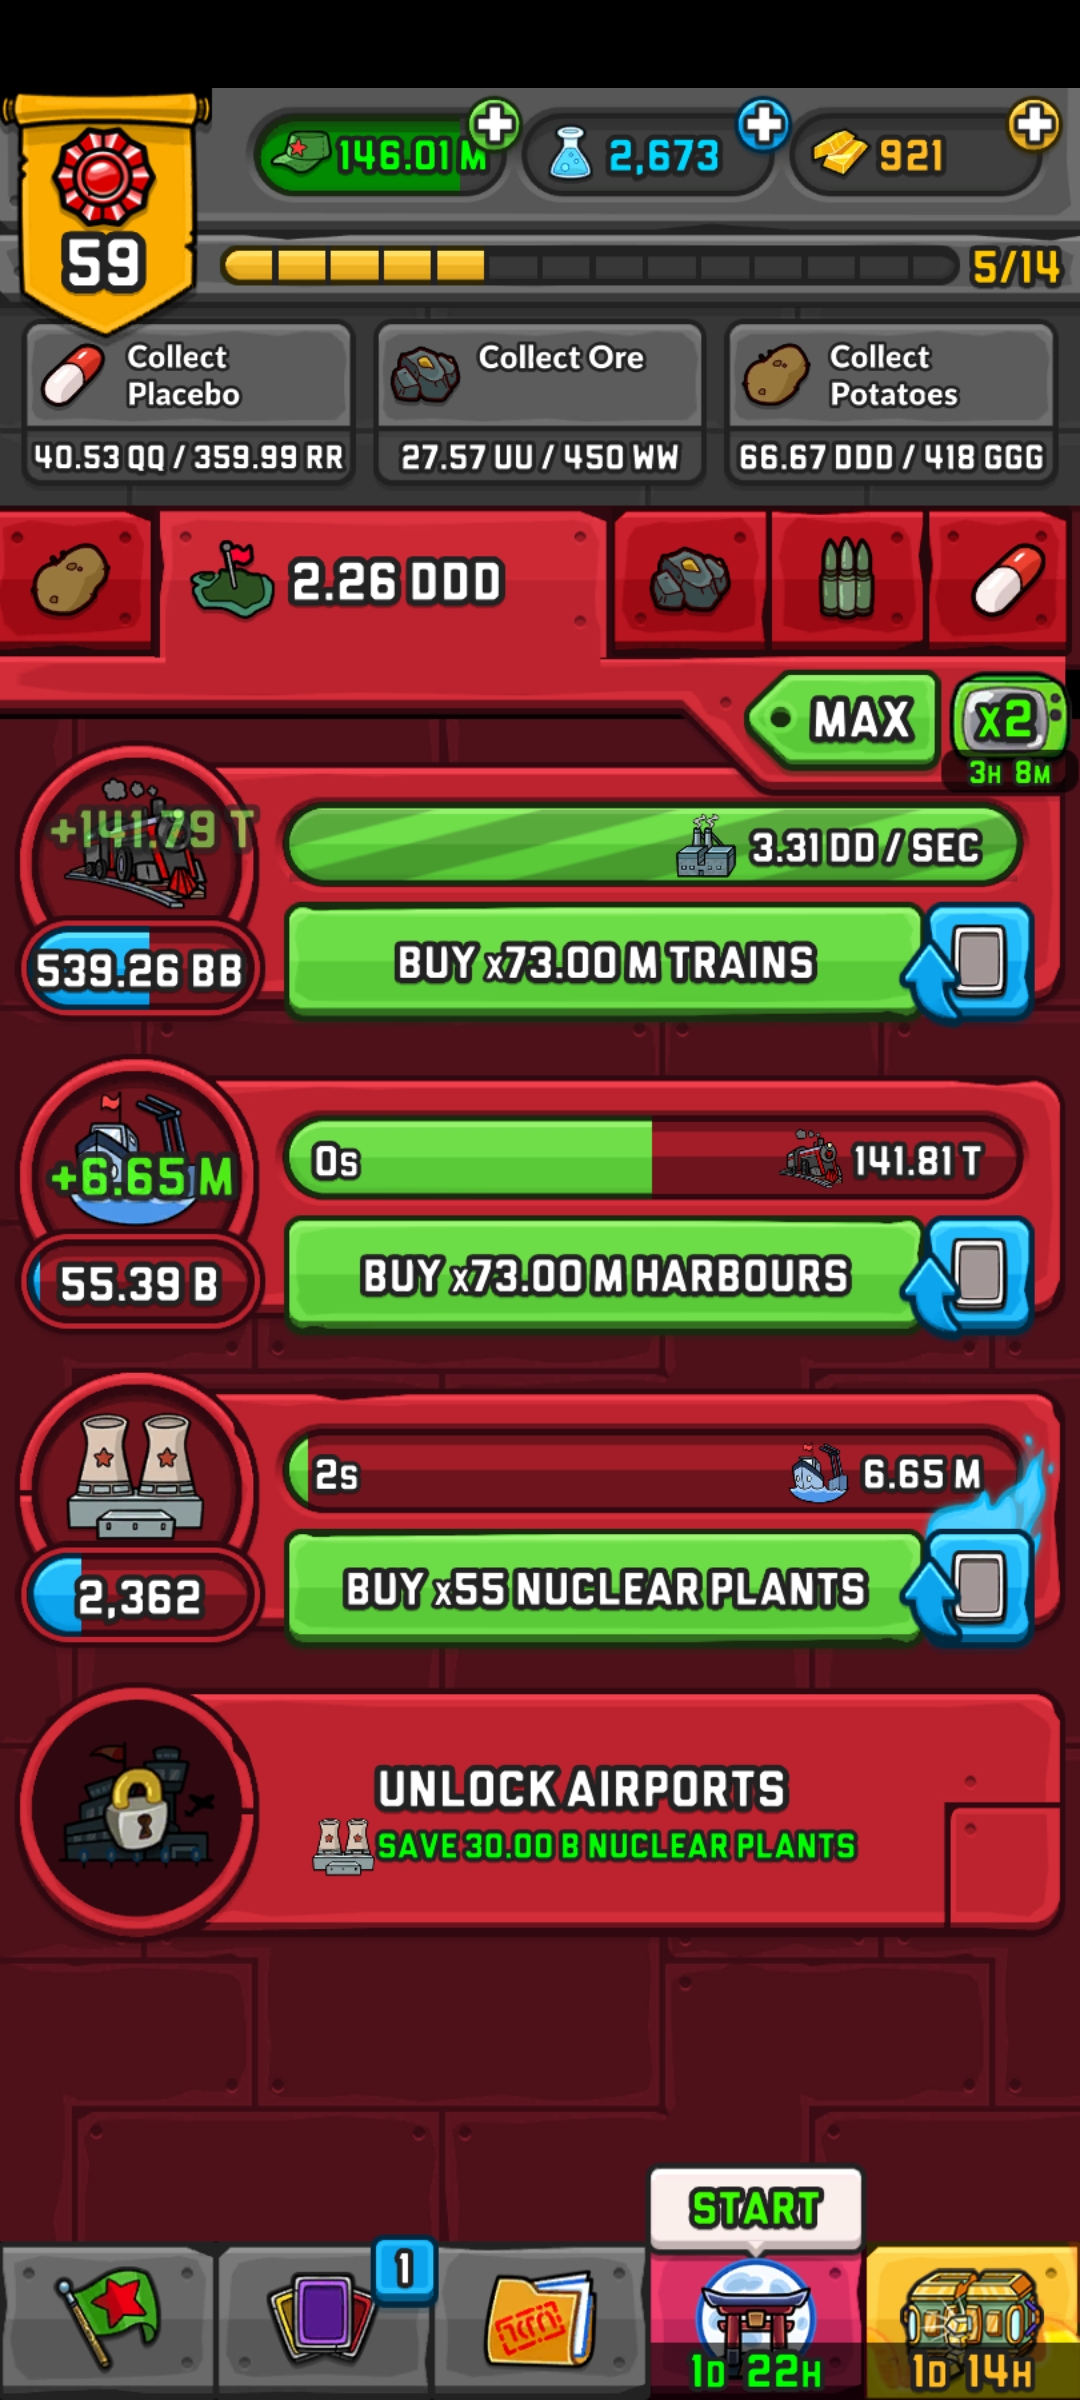 146.01 M
2,673
921
59
5/14
Collect Placebo
40.53 QQ / 359.99 RR
Collect Ore
27.57 UU / 450 WW
Collect Potatoes
66.67 DDD / 418 GGG
2.26 DDD
MAX
x2
3H 8M
+141.79 T
3.31 DD / SEC
539.26 BB
BUY x73.00 M TRAINS
+6.65 M
0s
141.81 T
55.39 B
BUY x73.00 M HARBOURS
2s
6.65 M
2,362
BUY x55 NUCLEAR PLANTS
UNLOCK AIRPORTS
SAVE 30.00 B NUCLEAR PLANTS
START
1
1D 22H
1D 14H